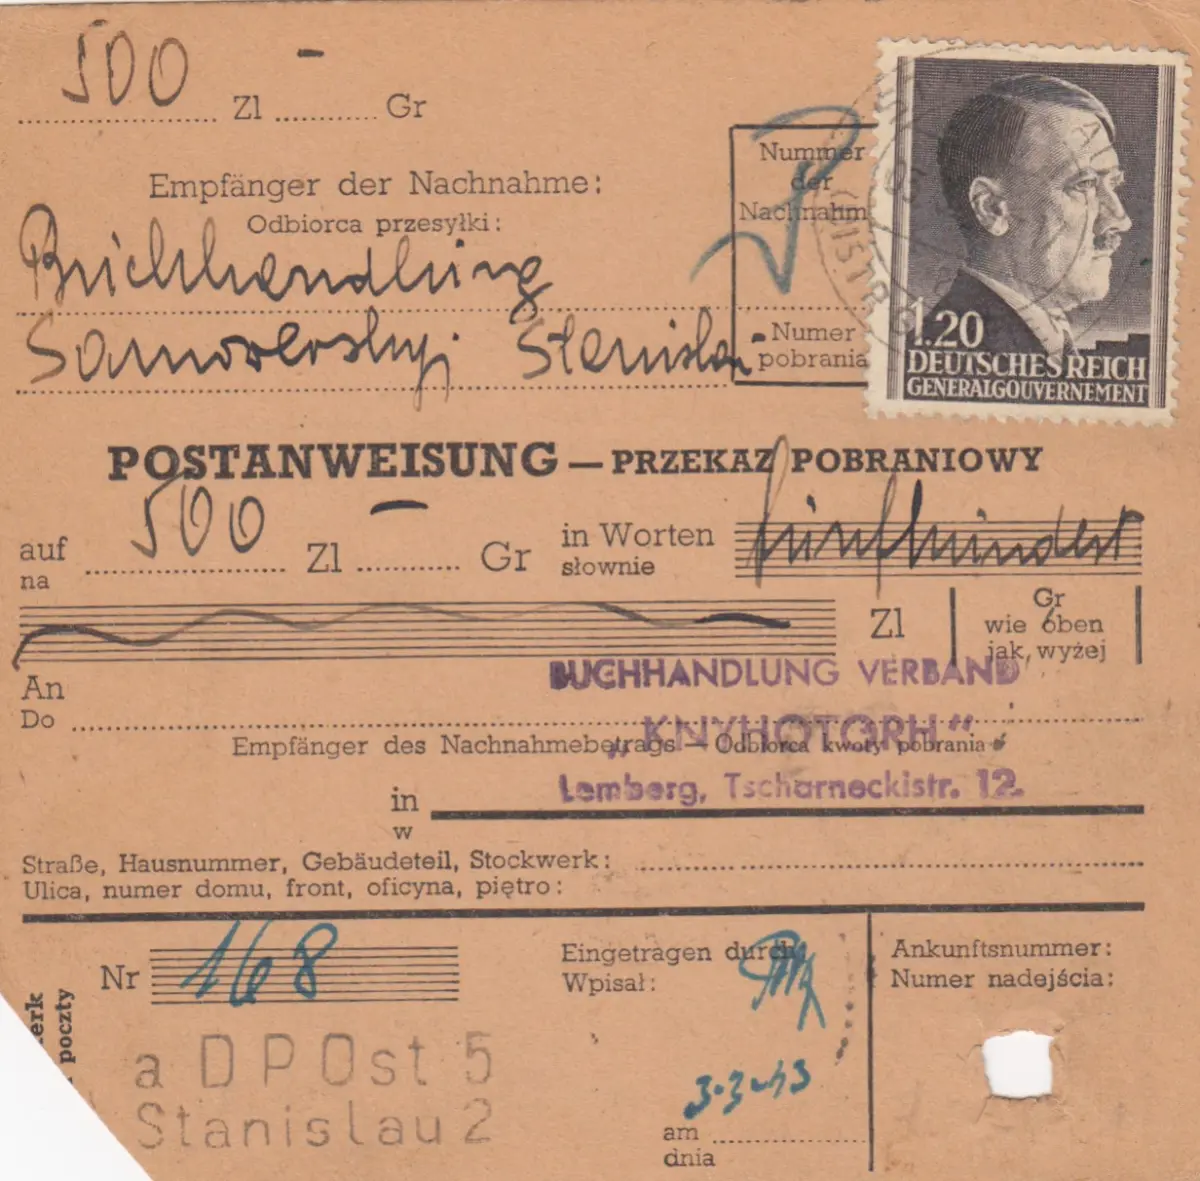 500 –
Zl ........... Gr
Empfänger der Nachnahme:
Odbiorca przesyłki:
Buchhandlung
Stanislau
Nummer
der
Nachnahm
Numer
pobrania
1.20
DEUTSCHES REICH
GENERALGOUVERNEMENT
POSTANWEISUNG — PRZEKAZ POBRANIOWY
auf 500 – Zl ........... Gr in Worten fünfhundert
na słownie
Zl Gr
wie oben
jak wyżej
BUCHHANDLUNG VERBAND
An
Do
„KNYHOTORH"
Empfänger des Nachnahmebetrags — Odbiorca kwoty pobrania
Lemberg, Tscharneckistr. 12.
in
w
Straße, Hausnummer, Gebäudeteil, Stockwerk:
Ulica, numer domu, front, oficyna, piętro:
Nr 168
Eingetragen durch
Wpisał:
Ankunftsnummer:
Numer nadejścia:
erk
poczty
a DPOst 5
Stanislau 2
3.3.43
am
dnia